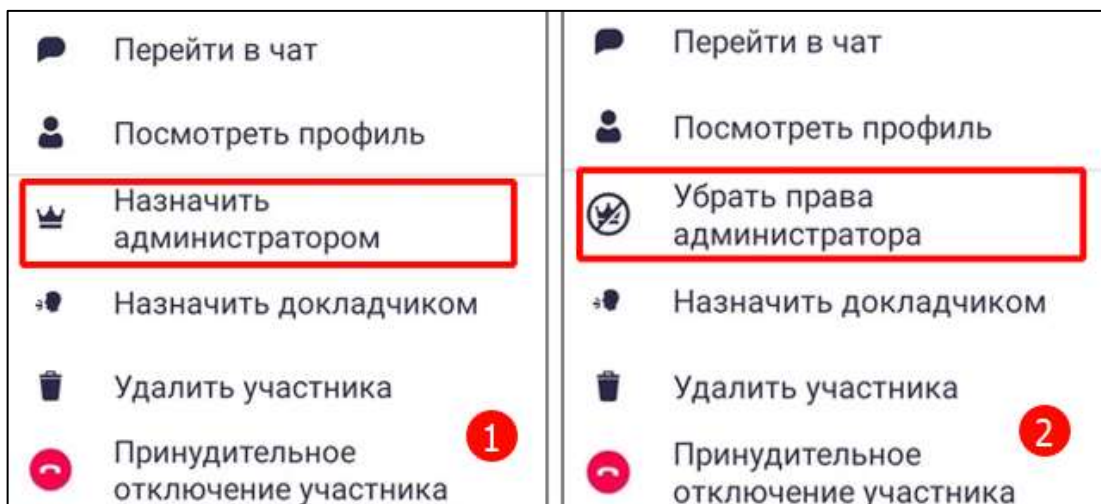 Перейти в чат
Посмотреть профиль
Назначить
администратором
Назначить докладчиком
Удалить участника
Принудительное
отключение участника
1
Перейти в чат
Посмотреть профиль
Убрать права
администратора
Назначить докладчиком
Удалить участника
Принудительное
отключение участника
2